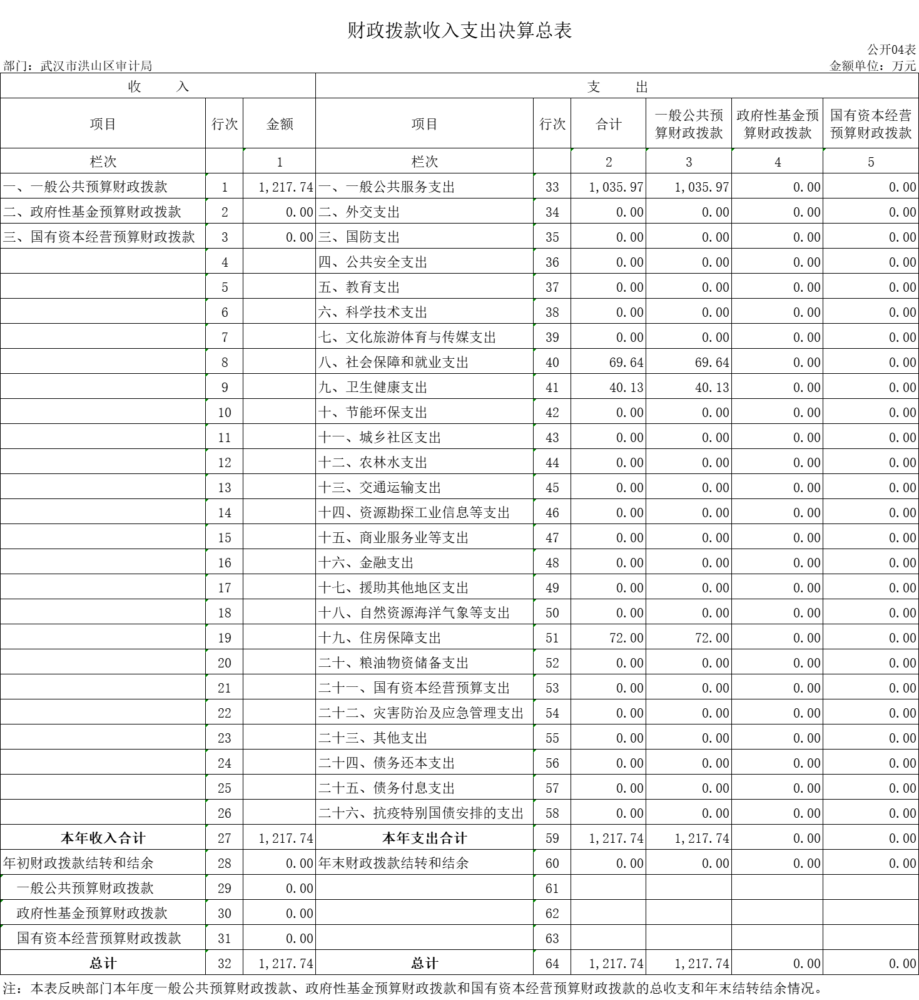 财政拨款收入支出决算总表
公开04表
部门：武汉市洪山区审计局 金额单位：万元
收 入 支 出
项目 行次 金额 项目 行次 合计 一般公共预算财政拨款 政府性基金预算财政拨款 国有资本经营预算财政拨款
栏次 1 栏次 2 3 4 5
一、一般公共预算财政拨款 1 1,217.74 一、一般公共服务支出 33 1,035.97 1,035.97 0.00 0.00
二、政府性基金预算财政拨款 2 0.00 二、外交支出 34 0.00 0.00 0.00 0.00
三、国有资本经营预算财政拨款 3 0.00 三、国防支出 35 0.00 0.00 0.00 0.00
4 四、公共安全支出 36 0.00 0.00 0.00 0.00
5 五、教育支出 37 0.00 0.00 0.00 0.00
6 六、科学技术支出 38 0.00 0.00 0.00 0.00
7 七、文化旅游体育与传媒支出 39 0.00 0.00 0.00 0.00
8 八、社会保障和就业支出 40 69.64 69.64 0.00 0.00
9 九、卫生健康支出 41 40.13 40.13 0.00 0.00
10 十、节能环保支出 42 0.00 0.00 0.00 0.00
11 十一、城乡社区支出 43 0.00 0.00 0.00 0.00
12 十二、农林水支出 44 0.00 0.00 0.00 0.00
13 十三、交通运输支出 45 0.00 0.00 0.00 0.00
14 十四、资源勘探工业信息等支出 46 0.00 0.00 0.00 0.00
15 十五、商业服务业等支出 47 0.00 0.00 0.00 0.00
16 十六、金融支出 48 0.00 0.00 0.00 0.00
17 十七、援助其他地区支出 49 0.00 0.00 0.00 0.00
18 十八、自然资源海洋气象等支出 50 0.00 0.00 0.00 0.00
19 十九、住房保障支出 51 72.00 72.00 0.00 0.00
20 二十、粮油物资储备支出 52 0.00 0.00 0.00 0.00
21 二十一、国有资本经营预算支出 53 0.00 0.00 0.00 0.00
22 二十二、灾害防治及应急管理支出 54 0.00 0.00 0.00 0.00
23 二十三、其他支出 55 0.00 0.00 0.00 0.00
24 二十四、债务还本支出 56 0.00 0.00 0.00 0.00
25 二十五、债务付息支出 57 0.00 0.00 0.00 0.00
26 二十六、抗疫特别国债安排的支出 58 0.00 0.00 0.00 0.00
本年收入合计 27 1,217.74 本年支出合计 59 1,217.74 1,217.74 0.00 0.00
年初财政拨款结转和结余 28 0.00 年末财政拨款结转和结余 60 0.00 0.00 0.00 0.00
一般公共预算财政拨款 29 0.00 61
政府性基金预算财政拨款 30 0.00 62
国有资本经营预算财政拨款 31 0.00 63
总计 32 1,217.74 总计 64 1,217.74 1,217.74 0.00 0.00
注：本表反映部门本年度一般公共预算财政拨款、政府性基金预算财政拨款和国有资本经营预算财政拨款的总收支和年末结转结余情况。